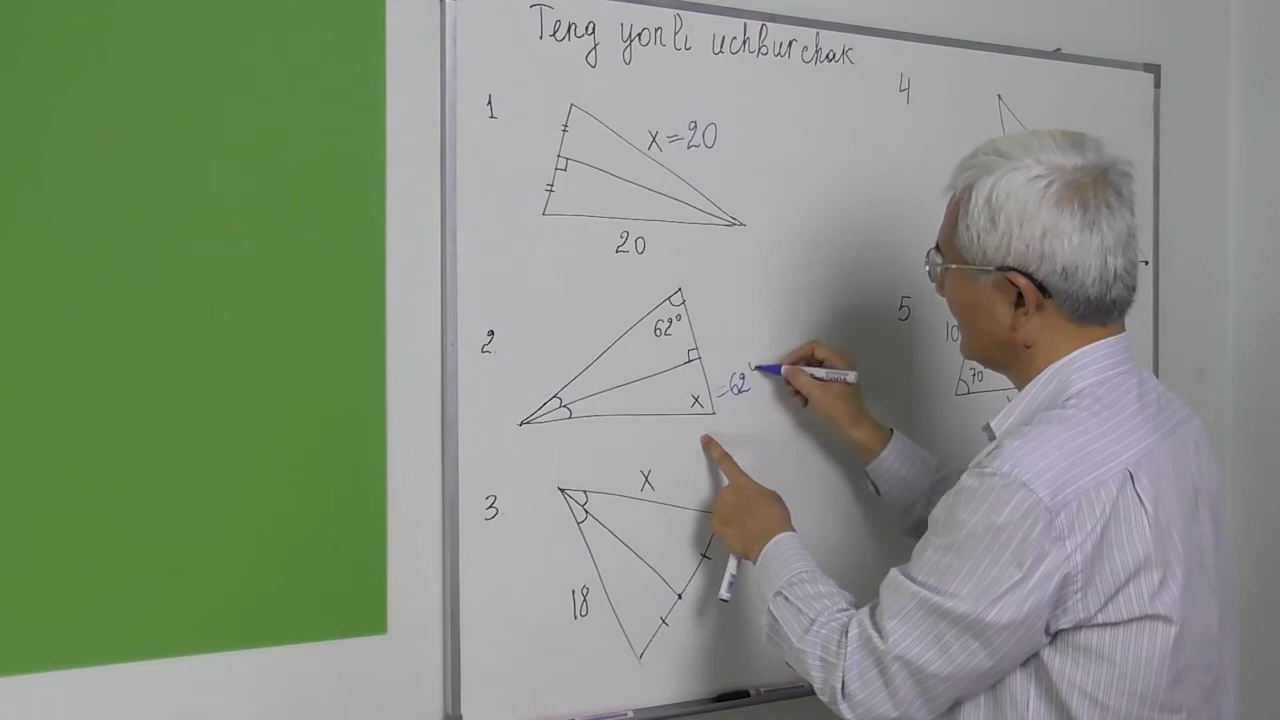 Teng yonli uchburchak
1
x = 20
20
2.
62°
x = 62°
3.
x
18
4
5
10
70°